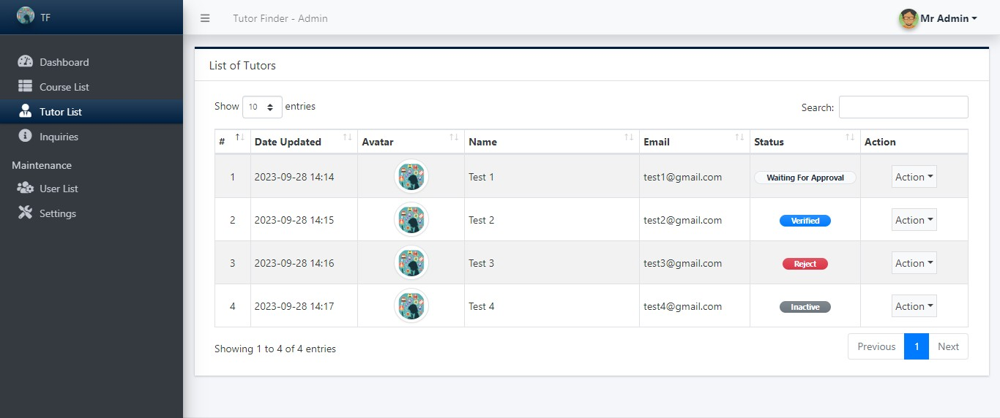 TF
Tutor Finder - Admin
Mr Admin
Dashboard
Course List
Tutor List
Inquiries
Maintenance
User List
Settings
List of Tutors
Show 10 entries
Search:
# Date Updated Avatar Name Email Status Action
1 2023-09-28 14:14 Test 1 test1@gmail.com Waiting For Approval Action
2 2023-09-28 14:15 Test 2 test2@gmail.com Verified Action
3 2023-09-28 14:16 Test 3 test3@gmail.com Reject Action
4 2023-09-28 14:17 Test 4 test4@gmail.com Inactive Action
Showing 1 to 4 of 4 entries
Previous 1 Next